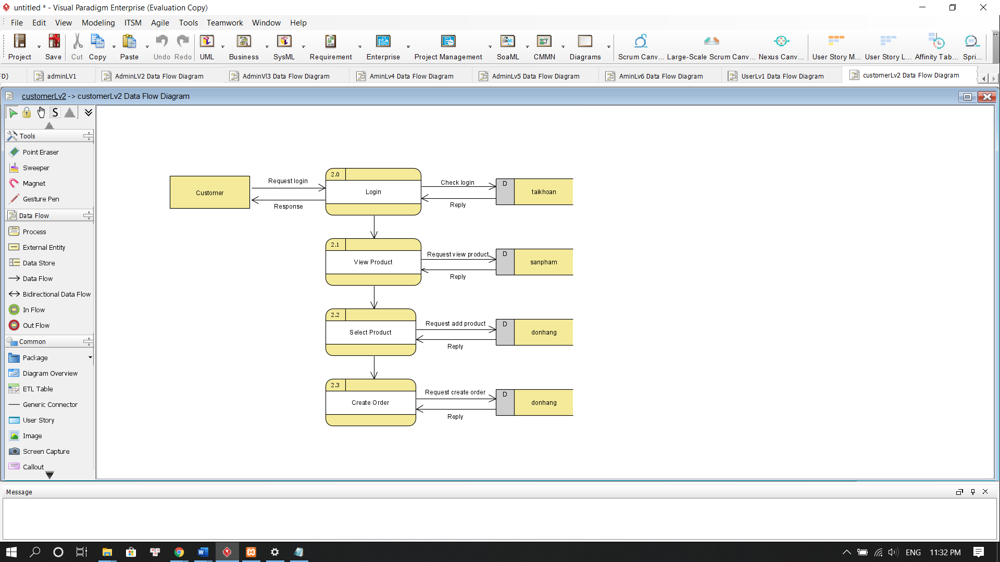 untitled * - Visual Paradigm Enterprise (Evaluation Copy)
File Edit View Modeling ITSM Agile Tools Teamwork Window Help
Project Save Cut Copy Paste Undo Redo UML Business SysML Requirement Enterprise Project Management SoaML CMMN Diagrams Scrum Canv... Large-Scale Scrum Canv... Nexus Canv... User Story M... User Story L... Affinity Tab... Spri...
D) adminLV1 AdminLV2 Data Flow Diagram AdminVl3 Data Flow Diagram AminLv4 Data Flow Diagram AdminLv5 Data Flow Diagram AminLv6 Data Flow Diagram UserLv1 Data Flow Diagram customerLv2 Data Flow Diagram
customerLv2 -> customerLv2 Data Flow Diagram
S
Tools
Point Eraser
Sweeper
Magnet
Gesture Pen
Data Flow
Process
External Entity
Data Store
Data Flow
Bidirectional Data Flow
In Flow
Out Flow
Common
Package
Diagram Overview
ETL Table
Generic Connector
User Story
Image
Screen Capture
Callout
Customer
Request login
Response
2.0
Login
Check login
Reply
D
taikhoan
2.1
View Product
Request view product
Reply
D
sanpham
2.2
Select Product
Request add product
Reply
D
donhang
2.3
Create Order
Request create order
Reply
D
donhang
Message
ENG 11:32 PM